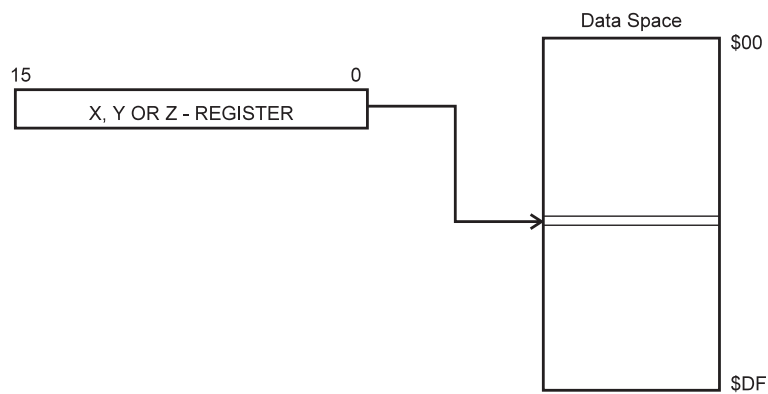 Data Space
$00
15 0
X, Y OR Z - REGISTER
$DF